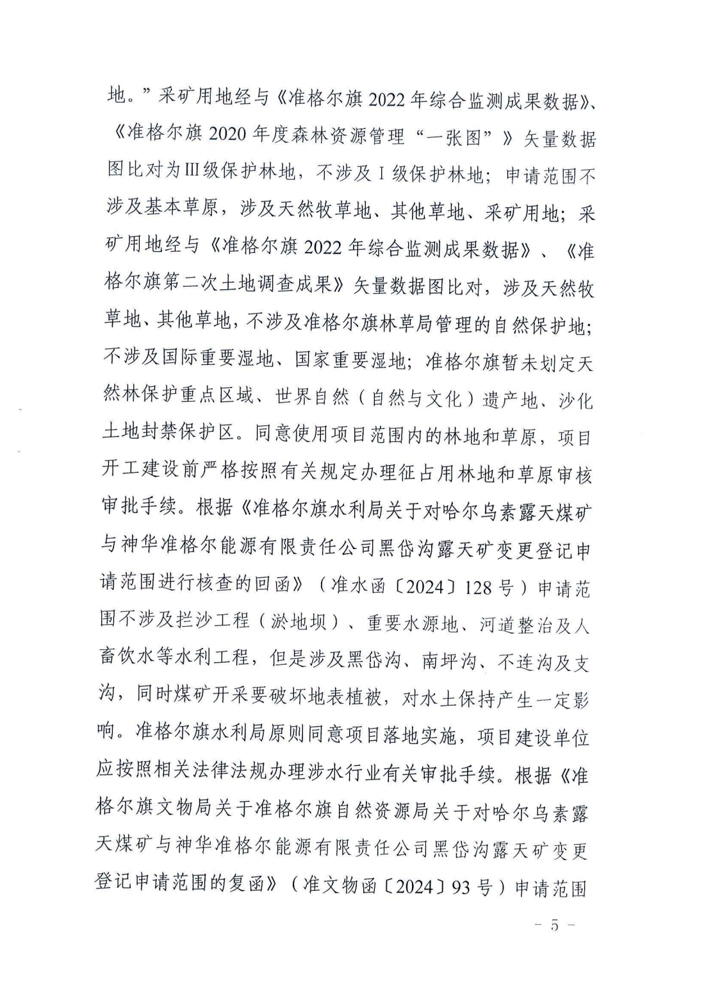 地。”采矿用地经与《准格尔旗 2022 年综合监测成果数据》、
《准格尔旗 2020 年度森林资源管理“一张图”》矢量数据
图比对为Ⅲ级保护林地，不涉及Ⅰ级保护林地；申请范围不
涉及基本草原，涉及天然牧草地、其他草地、采矿用地；采
矿用地经与《准格尔旗 2022 年综合监测成果数据》、《准
格尔旗第二次土地调查成果》矢量数据图比对，涉及天然牧
草地、其他草地，不涉及准格尔旗林草局管理的自然保护地；
不涉及国际重要湿地、国家重要湿地；准格尔旗暂未划定天
然林保护重点区域、世界自然（自然与文化）遗产地、沙化
土地封禁保护区。同意使用项目范围内的林地和草原，项目
开工建设前严格按照有关规定办理征占用林地和草原审核
审批手续。根据《准格尔旗水利局关于对哈尔乌素露天煤矿
与神华准格尔能源有限责任公司黑岱沟露天矿变更登记申
请范围进行核查的回函》（准水函〔2024〕128 号）申请范
围不涉及拦沙工程（淤地坝）、重要水源地、河道整治及人
畜饮水等水利工程，但是涉及黑岱沟、南坪沟、不连沟及支
沟，同时煤矿开采要破坏地表植被，对水土保持产生一定影
响。准格尔旗水利局原则同意项目落地实施，项目建设单位
应按照相关法律法规办理涉水行业有关审批手续。根据《准
格尔旗文物局关于准格尔旗自然资源局关于对哈尔乌素露
天煤矿与神华准格尔能源有限责任公司黑岱沟露天矿变更
登记申请范围的复函》（准文物函〔2024〕93 号）申请范围
- 5 -